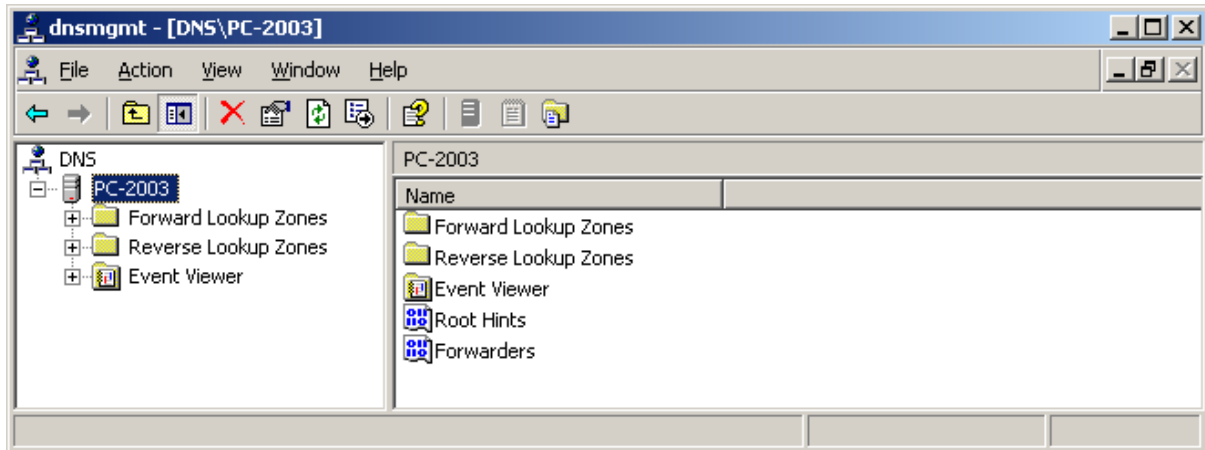 dnsmgmt - [DNS\PC-2003]
File Action View Window Help
DNS
PC-2003
Forward Lookup Zones
Reverse Lookup Zones
Event Viewer
PC-2003
Name
Forward Lookup Zones
Reverse Lookup Zones
Event Viewer
Root Hints
Forwarders